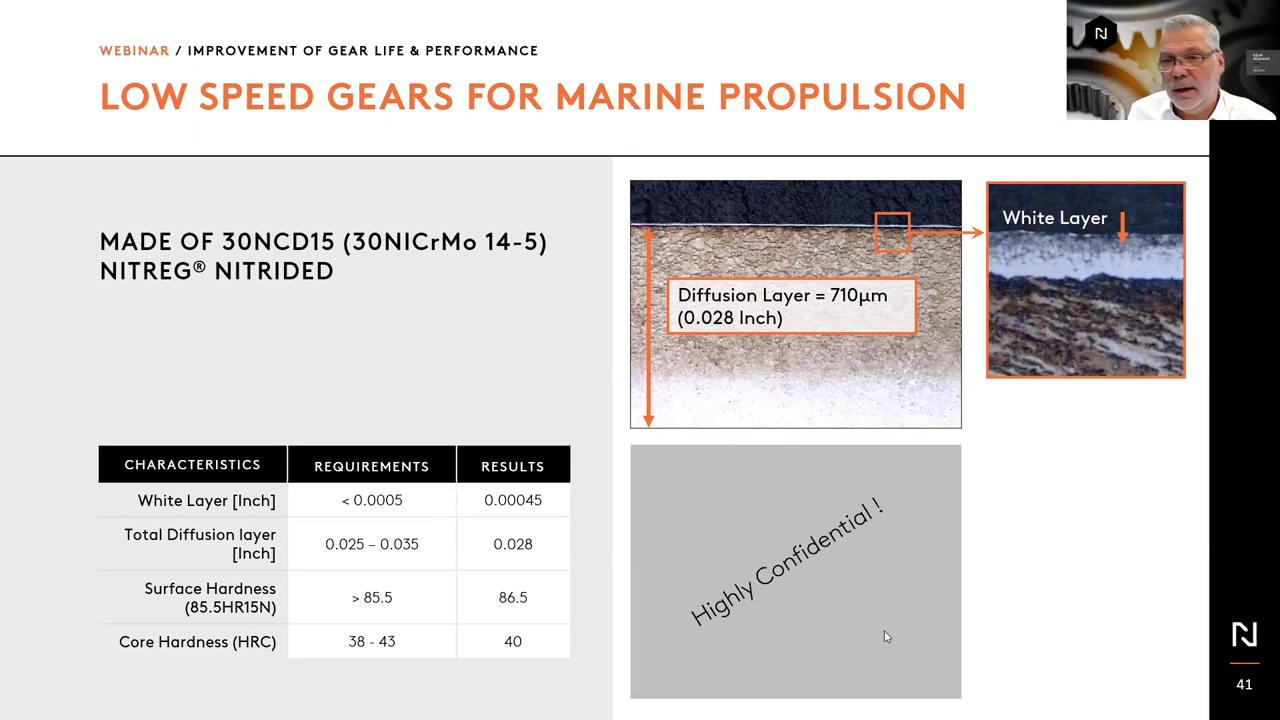 WEBINAR / IMPROVEMENT OF GEAR LIFE & PERFORMANCE
LOW SPEED GEARS FOR MARINE PROPULSION
MADE OF 30NCD15 (30NICrMo 14-5)
NITREG® NITRIDED
White Layer
Diffusion Layer = 710µm
(0.028 Inch)
CHARACTERISTICS REQUIREMENTS RESULTS
White Layer [Inch] < 0.0005 0.00045
Total Diffusion layer
[Inch] 0.025 – 0.035 0.028
Surface Hardness
(85.5HR15N) > 85.5 86.5
Core Hardness (HRC) 38 - 43 40
Highly Confidential !
N
41